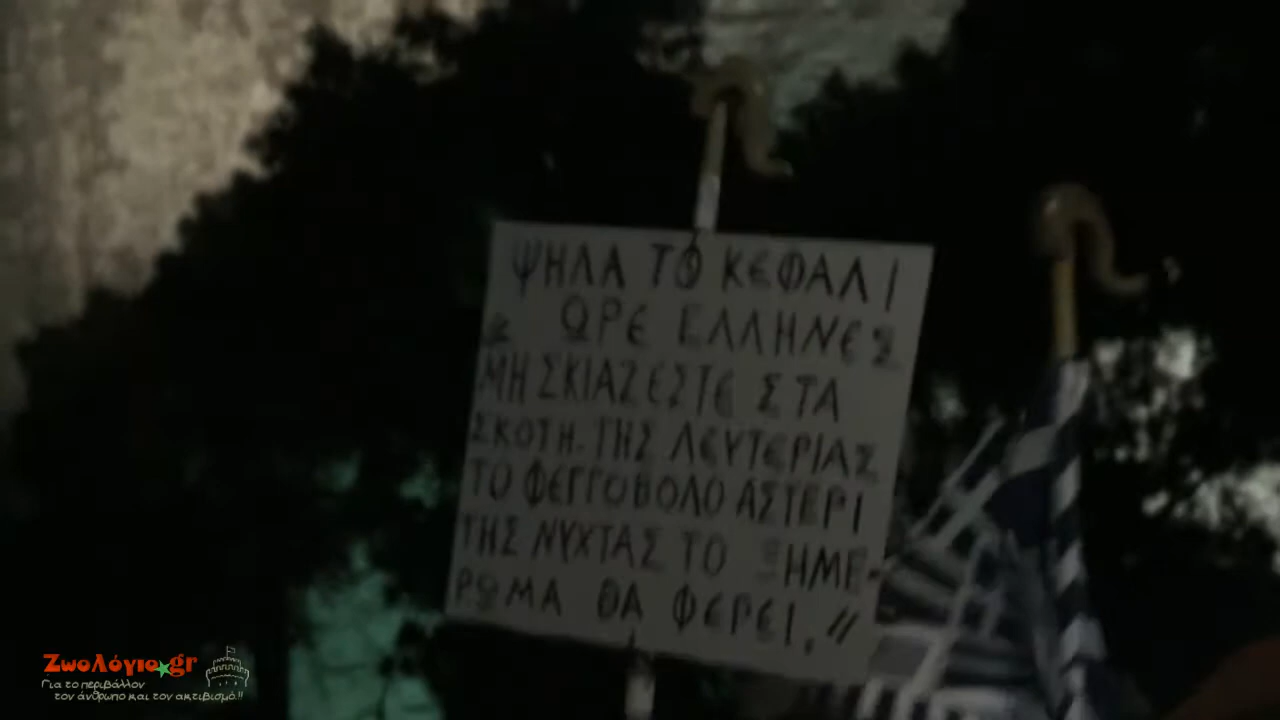 ΨΗΛΑ ΤΟ ΚΕΦΑΛΙ
ΩΡΕ ΕΛΛΗΝΕΣ
ΜΗ ΣΚΙΑΖΕΣΤΕ ΣΤΑ
ΣΚΟΤΗ. ΤΗΣ ΛΕΥΤΕΡΙΑΣ
ΤΟ ΦΕΓΓΟΒΟΛΟ ΑΣΤΕΡΙ
ΤΗΣ ΝΥΧΤΑΣ ΤΟ ΞΗΜΕ-
ΡΩΜΑ ΘΑ ΦΕΡΕΙ."
Ζωολόγιο.gr
Για το περιβάλλον
τον άνθρωπο και τον ακτιβισμό.!!